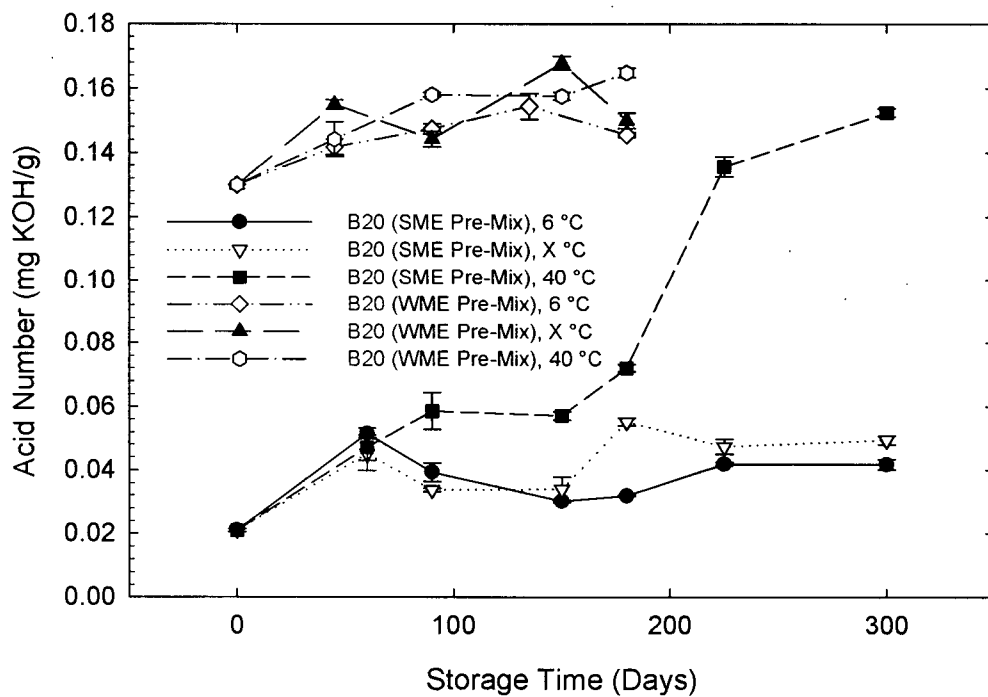 0.18
0.16
0.14
0.12
0.10
0.08
0.06
0.04
0.02
0.00
Acid Number (mg KOH/g)
B20 (SME Pre-Mix), 6 °C
B20 (SME Pre-Mix), X °C
B20 (SME Pre-Mix), 40 °C
B20 (WME Pre-Mix), 6 °C
B20 (WME Pre-Mix), X °C
B20 (WME Pre-Mix), 40 °C
0 100 200 300
Storage Time (Days)